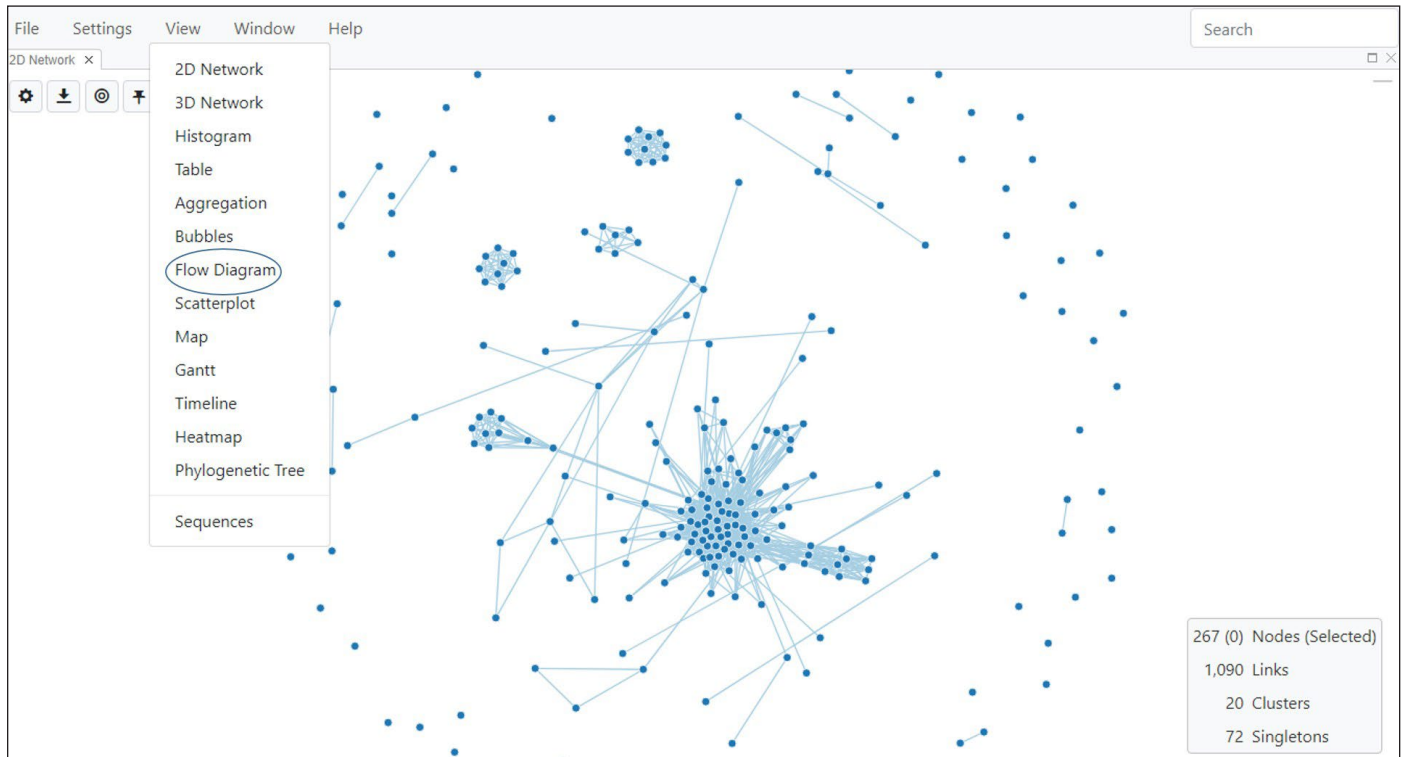 File Settings View Window Help Search
2D Network ×
2D Network
3D Network
Histogram
Table
Aggregation
Bubbles
Flow Diagram
Scatterplot
Map
Gantt
Timeline
Heatmap
Phylogenetic Tree
Sequences
267 (0) Nodes (Selected)
1,090 Links
20 Clusters
72 Singletons